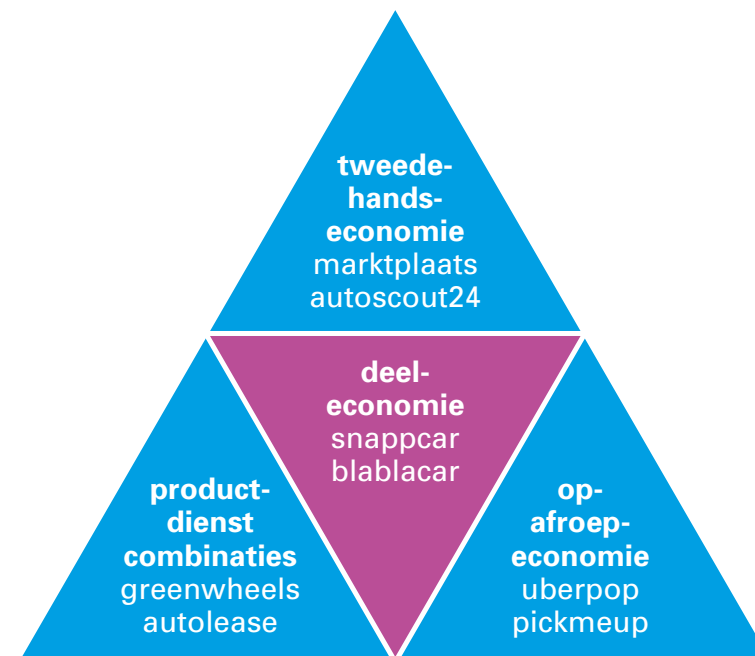 tweede-
hands-
economie
marktplaats
autoscout24
deel-
economie
snappcar
blablacar
product-
dienst
combinaties
greenwheels
autolease
op-
afroep-
economie
uberpop
pickmeup